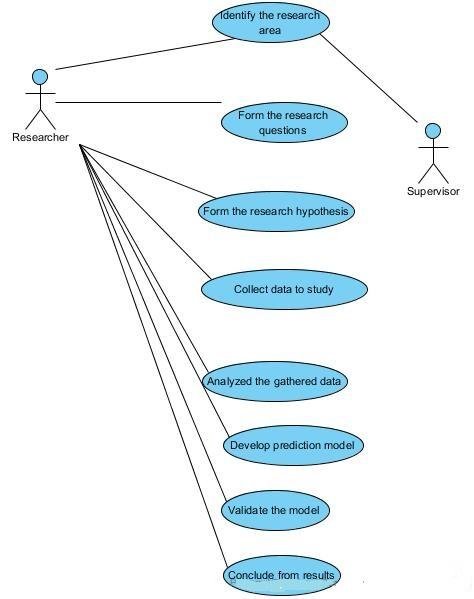 Identify the research
area
Researcher
Form the research
questions
Supervisor
Form the research hypothesis
Collect data to study
Analyzed the gathered data
Develop prediction model
Validate the model
Conclude from results